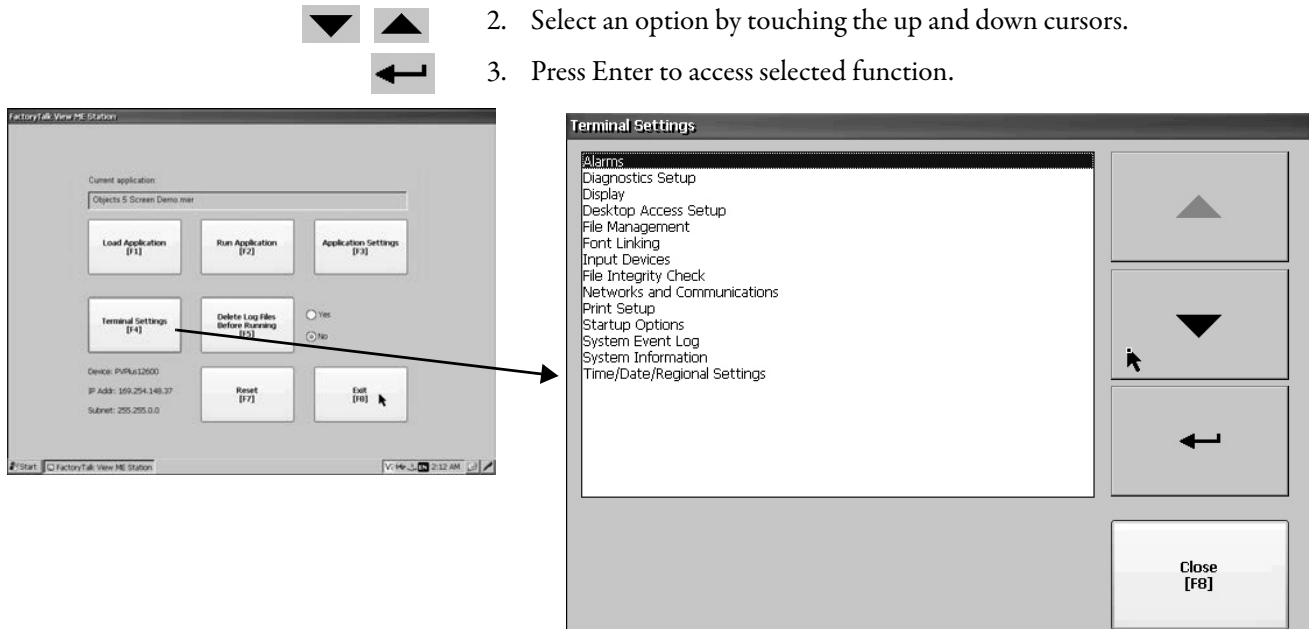 2. Select an option by touching the up and down cursors.
3. Press Enter to access selected function.
FactoryTalk View ME Station
Current application:
Objects 5 Screen Demo.mer
Load Application
[F1]
Run Application
[F2]
Application Settings
[F3]
Terminal Settings
[F4]
Delete Log Files
Before Running
[F5]
Yes
No
Device: PVPlus12600
IP Addr: 169.254.148.37
Subnet: 255.255.0.0
Reset
[F7]
Exit
[F8]
Start
FactoryTalk View ME Station
EN
2:12 AM
Terminal Settings
Alarms
Diagnostics Setup
Display
Desktop Access Setup
File Management
Font Linking
Input Devices
File Integrity Check
Networks and Communications
Print Setup
Startup Options
System Event Log
System Information
Time/Date/Regional Settings
Close
[F8]